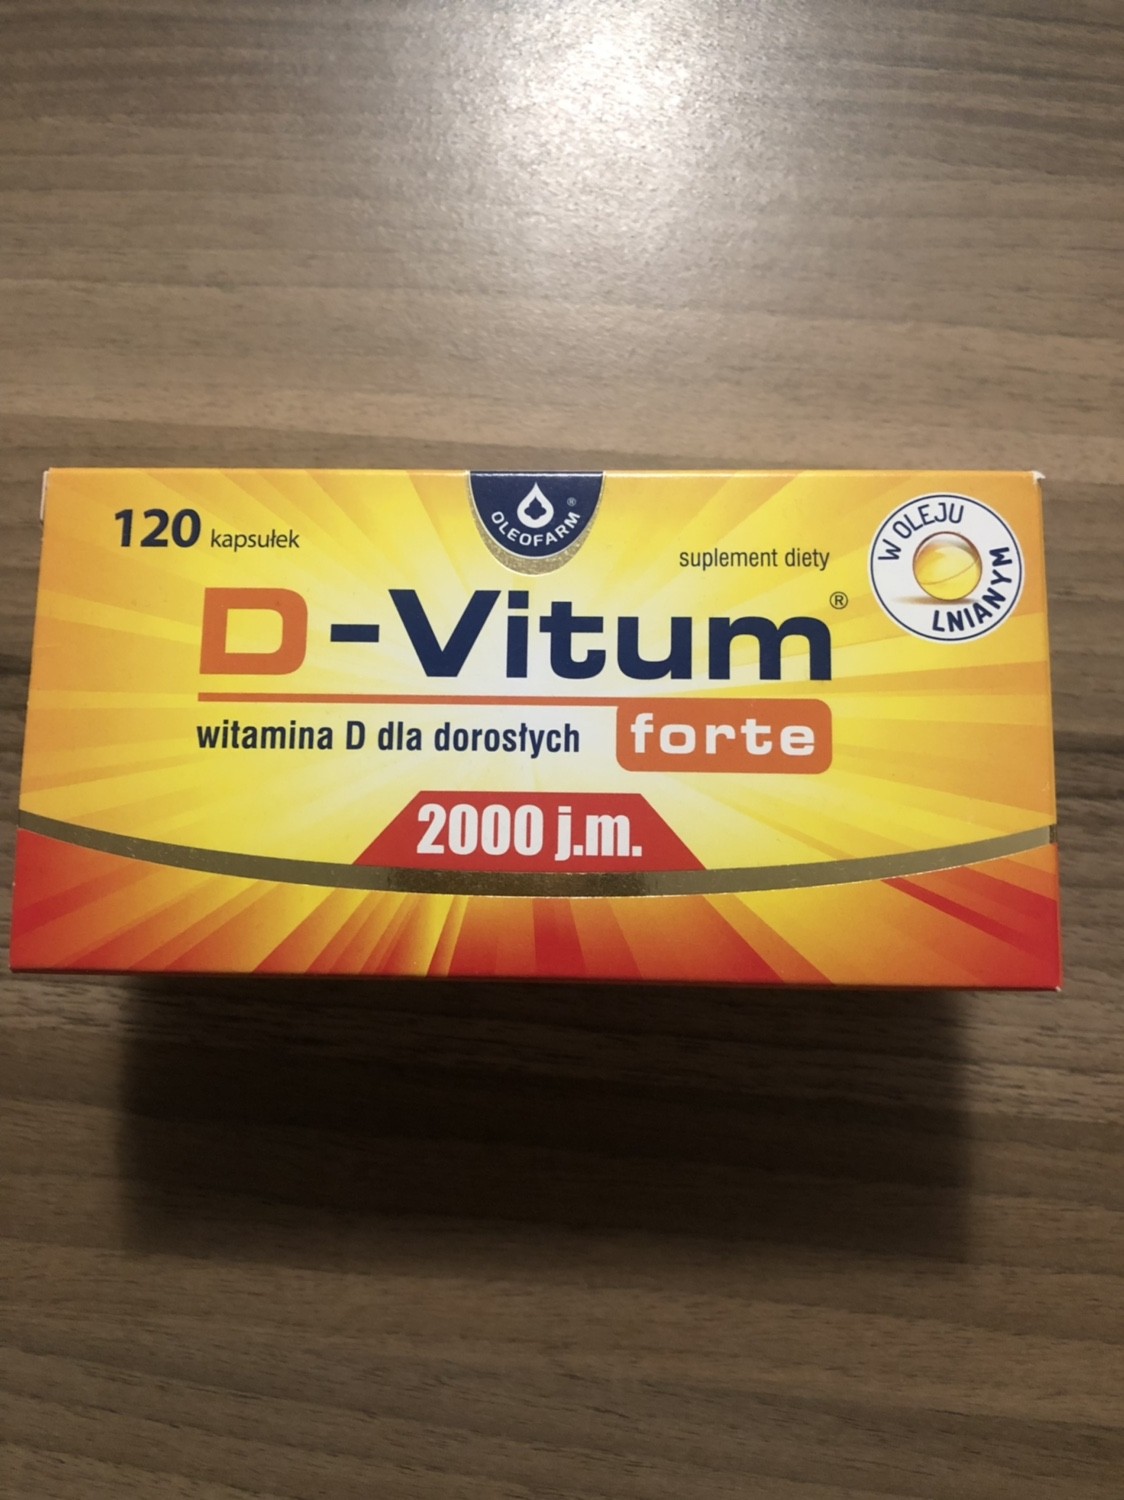 120 kapsułek
OLEOFARM®
suplement diety
W OLEJU
LNIANYM
D-Vitum®
witamina D dla dorosłych
forte
2000 j.m.